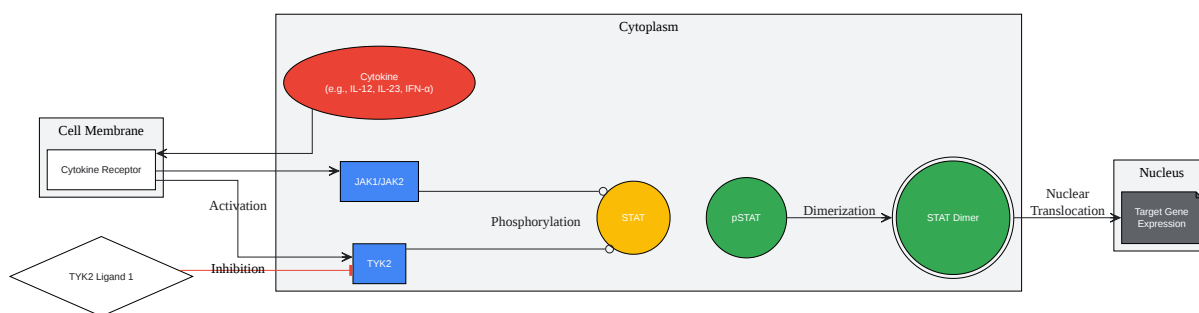 Cytoplasm
Cytokine
(e.g., IL-12, IL-23, IFN-α)
Cell Membrane
Cytokine Receptor
JAK1/JAK2
Activation
Phosphorylation
STAT
pSTAT
Dimerization
STAT Dimer
Nuclear
Translocation
Nucleus
Target Gene
Expression
TYK2
Inhibition
TYK2 Ligand 1